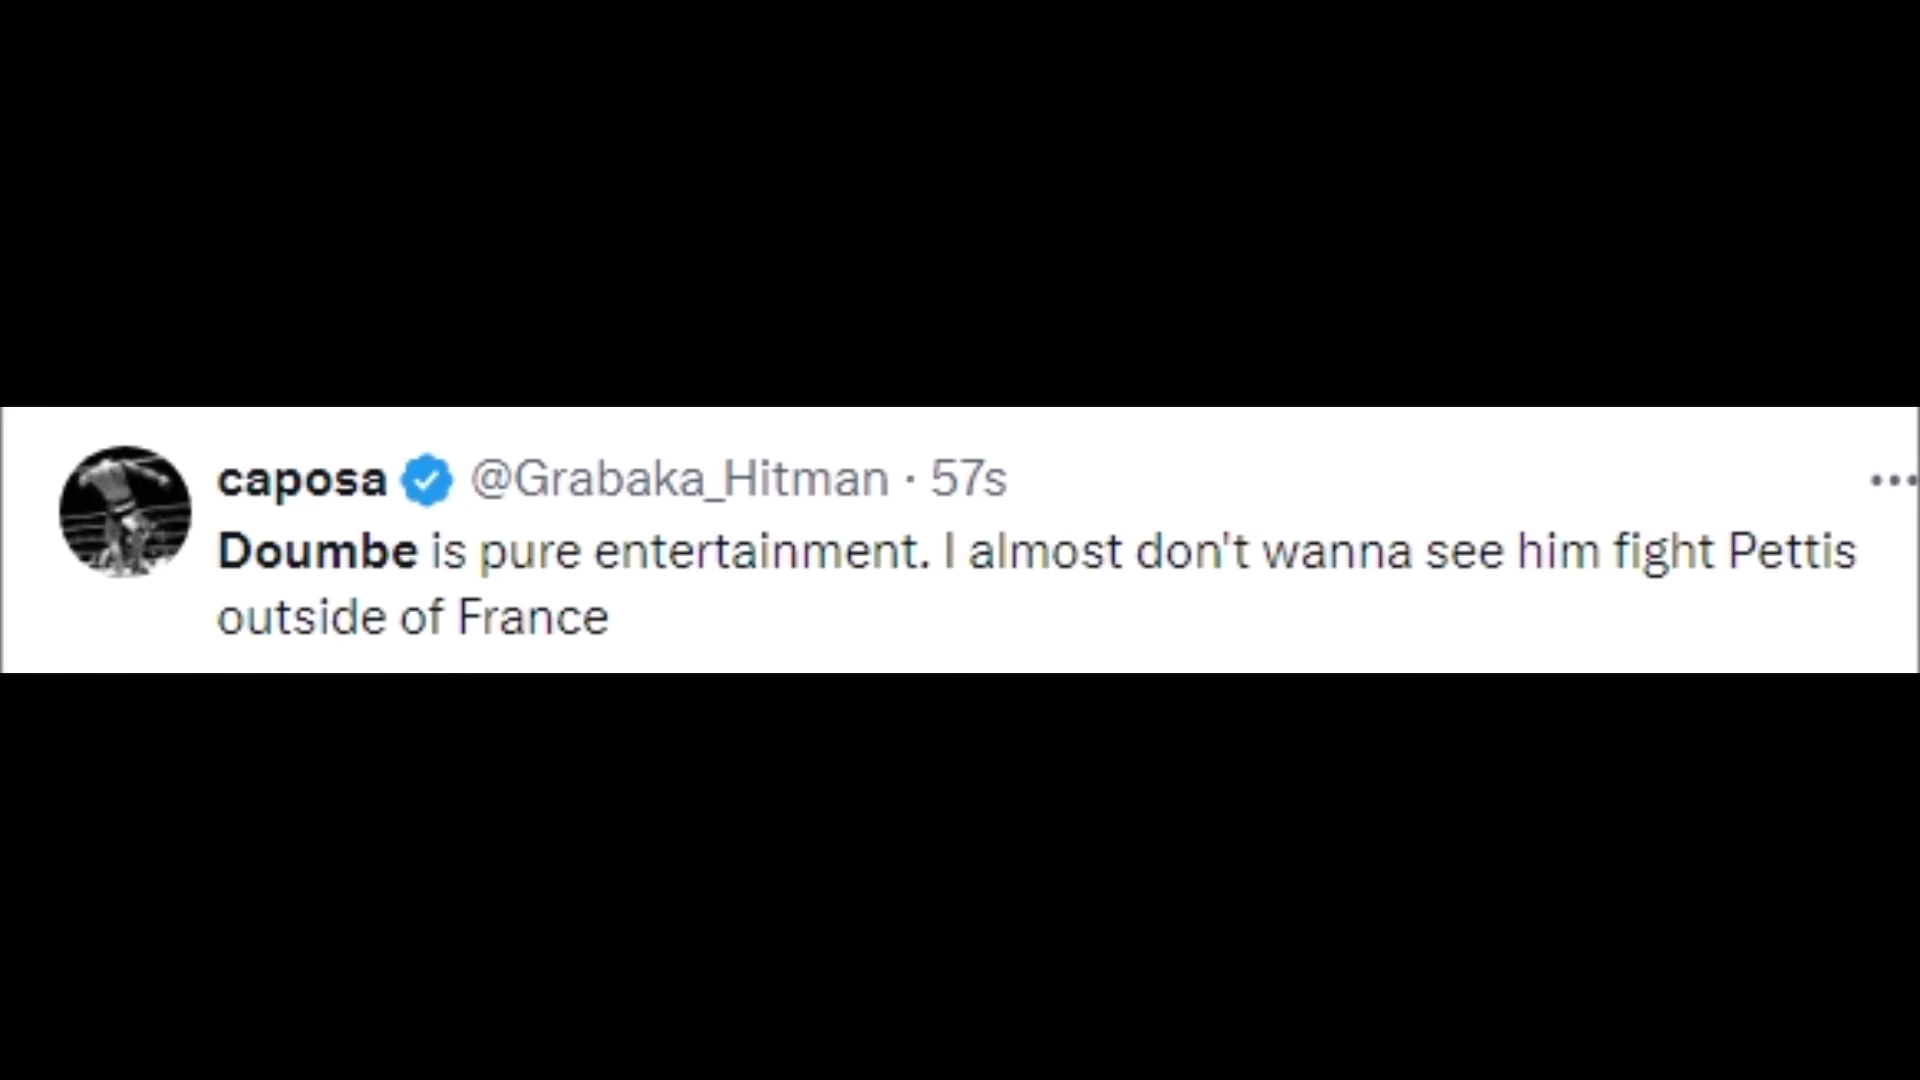 caposa @Grabaka_Hitman · 57s
Doumbe is pure entertainment. I almost don't wanna see him fight Pettis
outside of France